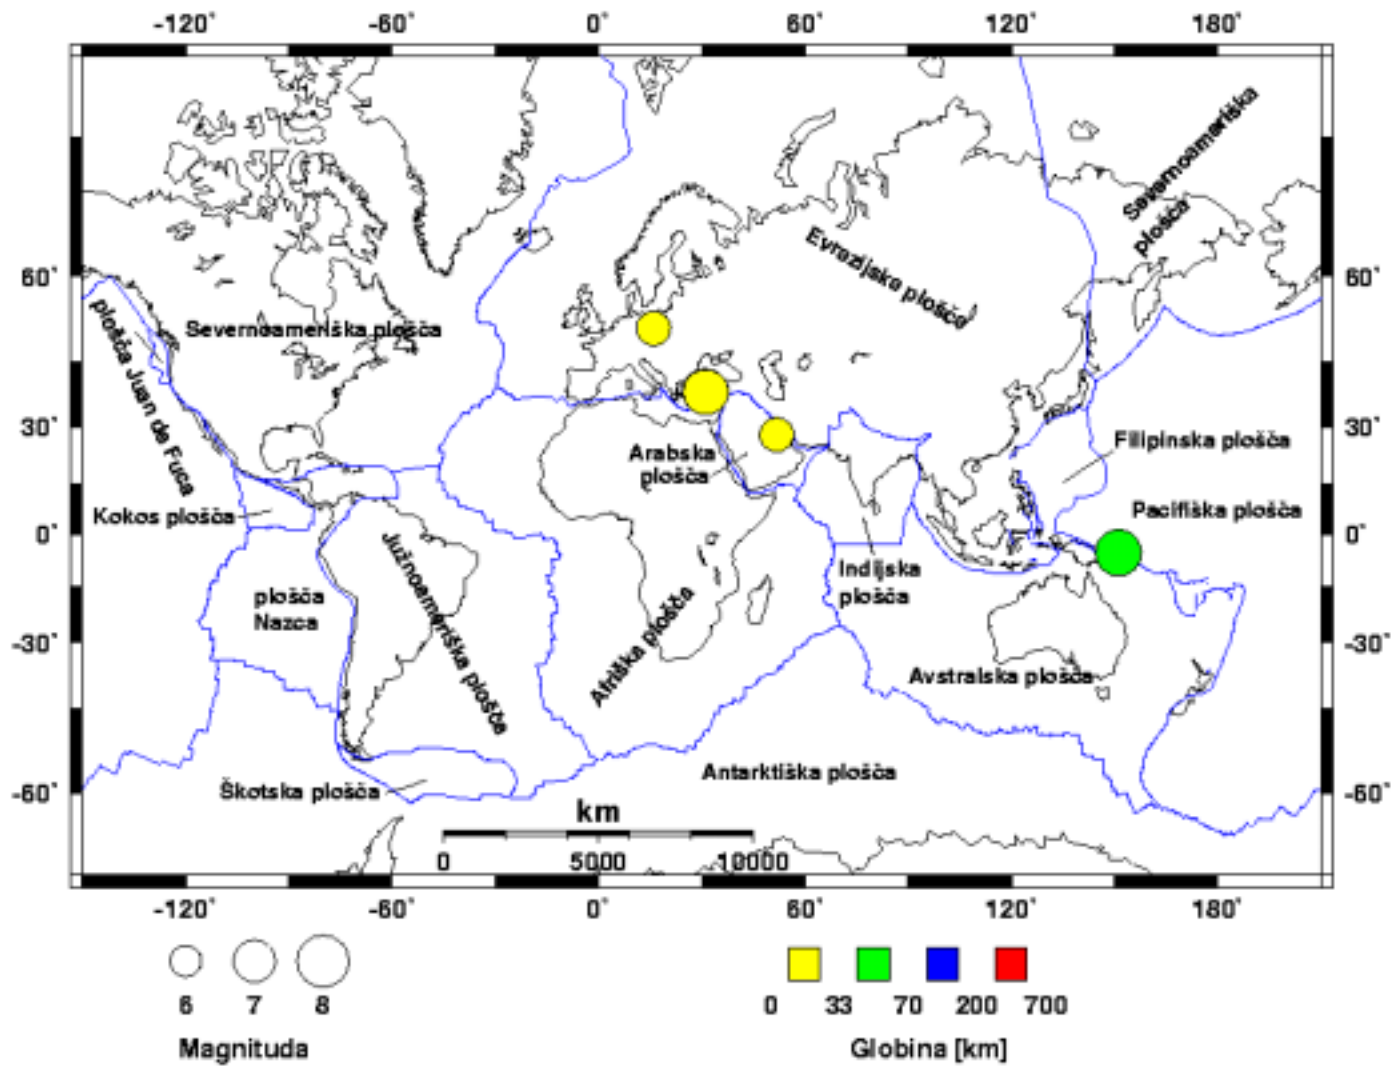 -120° -60° 0° 60° 120° 180°
Severnoameriška
plošča
Evrazijska plošča
60° 60°
Severnoameriška plošča
plošča Juan de Fuca
30° 30°
Filipinska plošča
Arabska
plošča
Kokos plošča
Pacifiška plošča
0° 0°
Južnoameriška plošča
Indijska
plošča
plošča
Nazca
Afriška plošča
-30° -30°
Avstralska plošča
Antarktiška plošča
Škotska plošča
-60° -60°
km
0 5000 10000
-120° -60° 0° 60° 120° 180°
6 7 8
0 33 70 200 700
Magnituda
Globina [km]